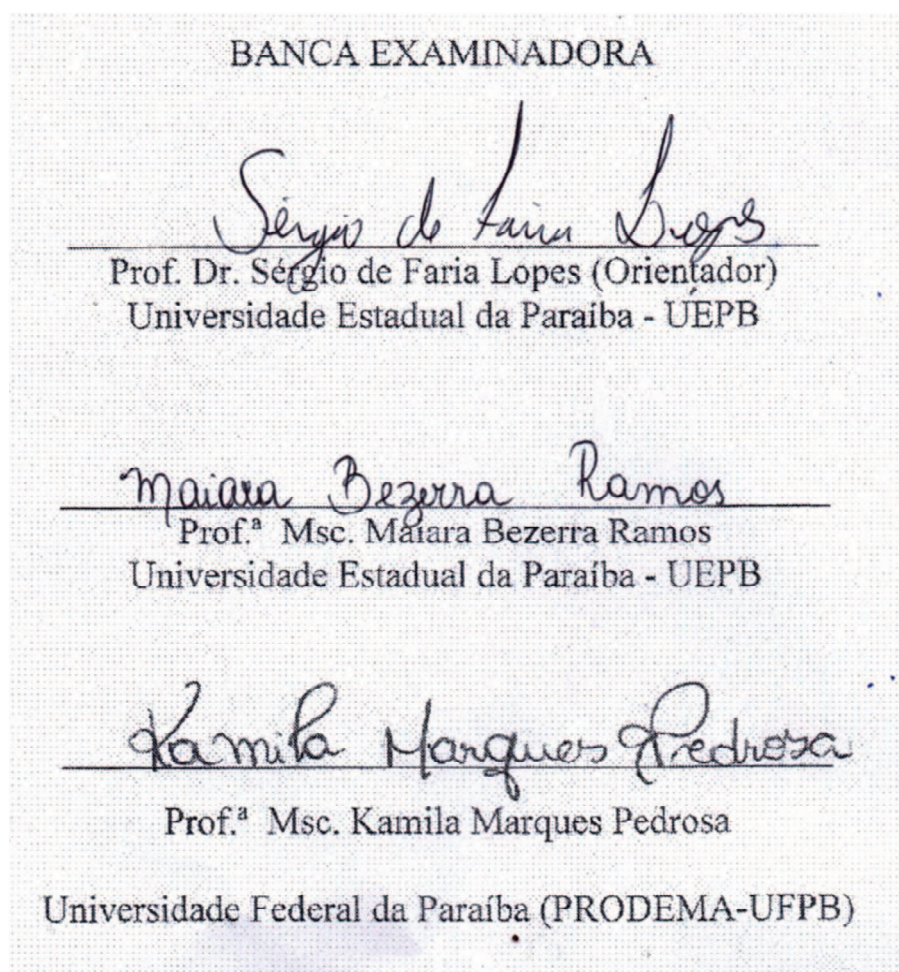 BANCA EXAMINADORA
Sérgio de Faria Lopes
Prof. Dr. Sérgio de Faria Lopes (Orientador)
Universidade Estadual da Paraíba - UEPB
Maiara Bezerra Ramos
Prof.ª Msc. Maiara Bezerra Ramos
Universidade Estadual da Paraíba - UEPB
Kamila Marques Pedrosa
Prof.ª Msc. Kamila Marques Pedrosa
Universidade Federal da Paraíba (PRODEMA-UFPB)